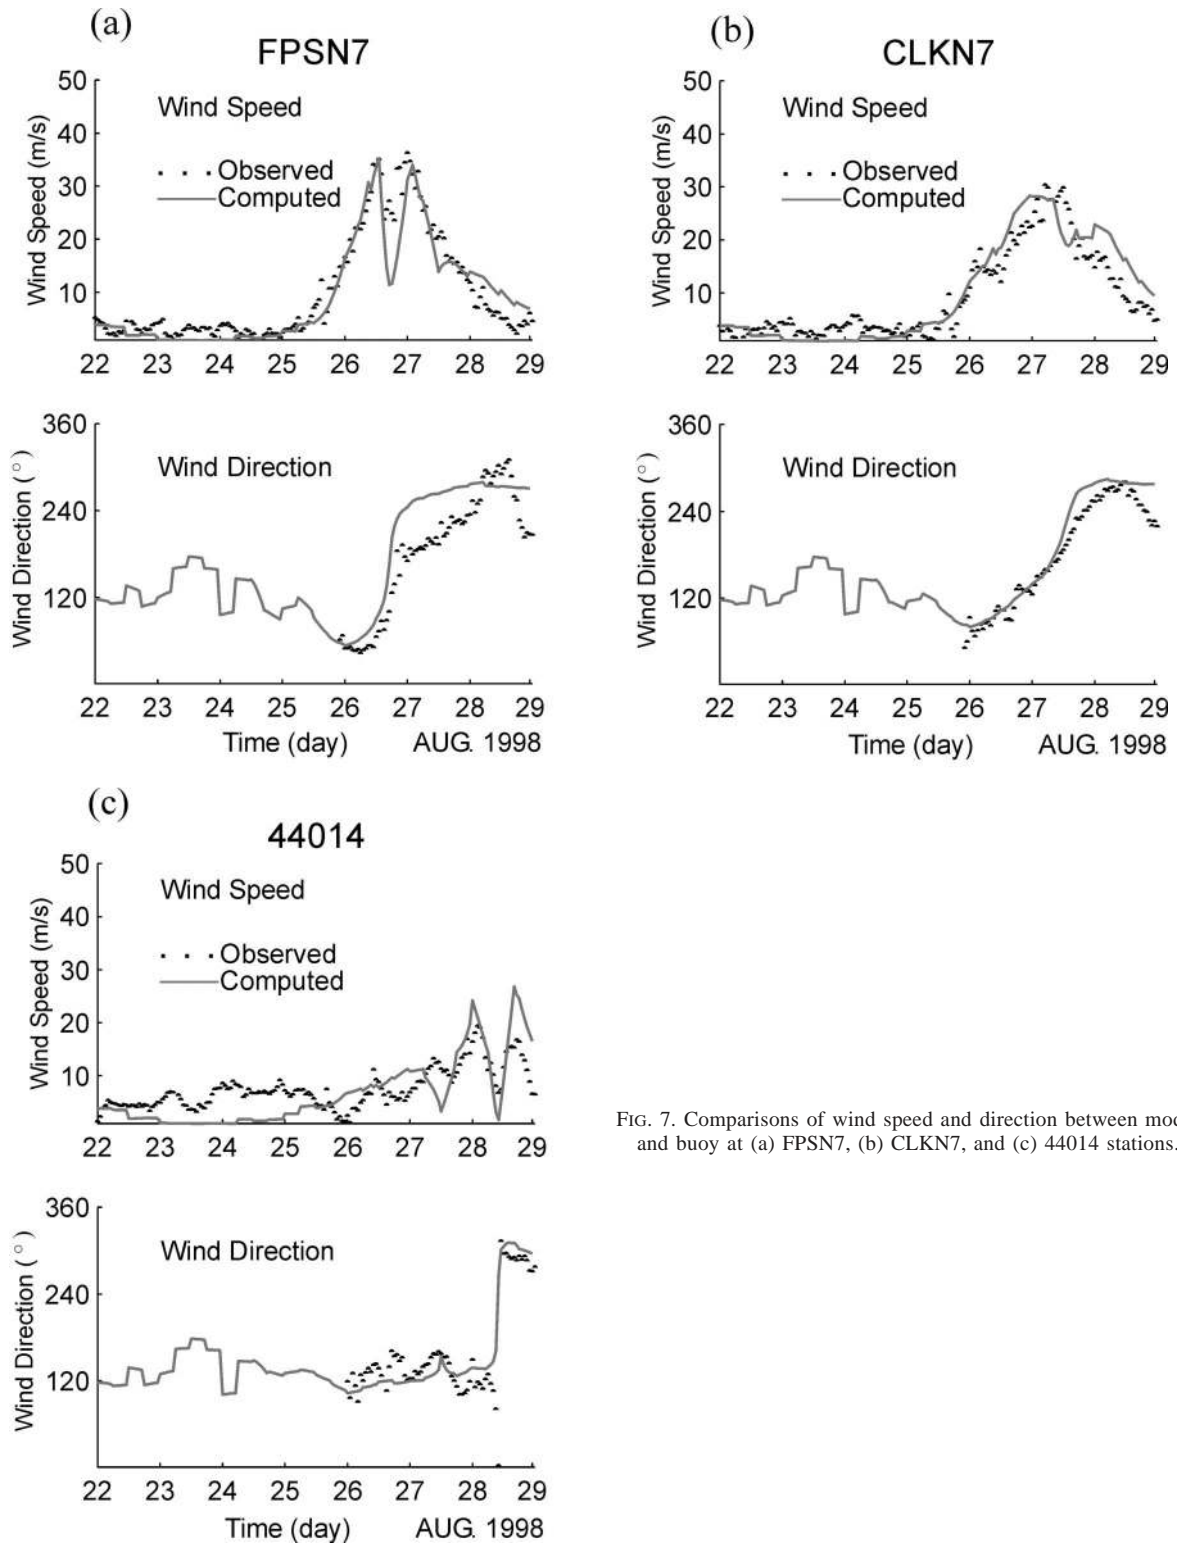 (a)
FPSN7
50
40
30
20
10
Wind Speed (m/s)
Wind Speed
Observed
Computed
22 23 24 25 26 27 28 29
360
240
120
Wind Direction (°)
Wind Direction
22 23 24 25 26 27 28 29
Time (day) AUG. 1998
(b)
CLKN7
50
40
30
20
10
Wind Speed (m/s)
Wind Speed
Observed
Computed
22 23 24 25 26 27 28 29
360
240
120
Wind Direction (°)
Wind Direction
22 23 24 25 26 27 28 29
Time (day) AUG. 1998
(c)
44014
50
40
30
20
10
Wind Speed (m/s)
Wind Speed
Observed
Computed
22 23 24 25 26 27 28 29
360
240
120
Wind Direction (°)
Wind Direction
22 23 24 25 26 27 28 29
Time (day) AUG. 1998
FIG. 7. Comparisons of wind speed and direction between
and buoy at (a) FPSN7, (b) CLKN7, and (c) 44014 stations.